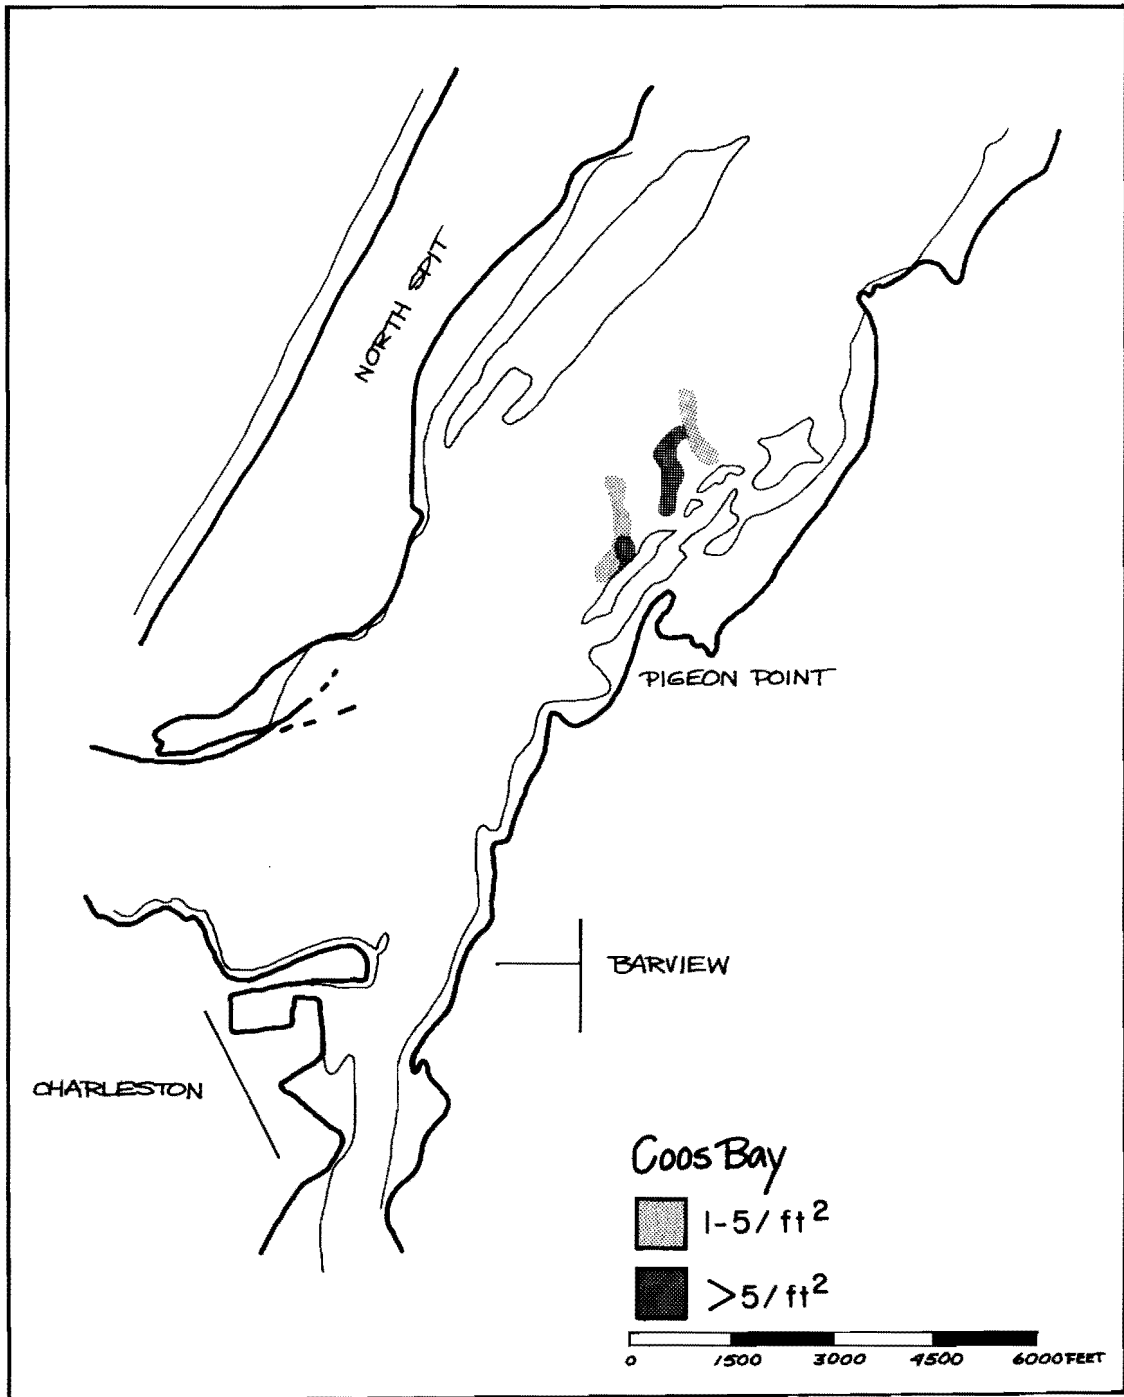 NORTH SPIT
PIGEON POINT
BARVIEW
CHARLESTON
Coos Bay
1-5/ft²
>5/ft²
0 1500 3000 4500 6000 FEET